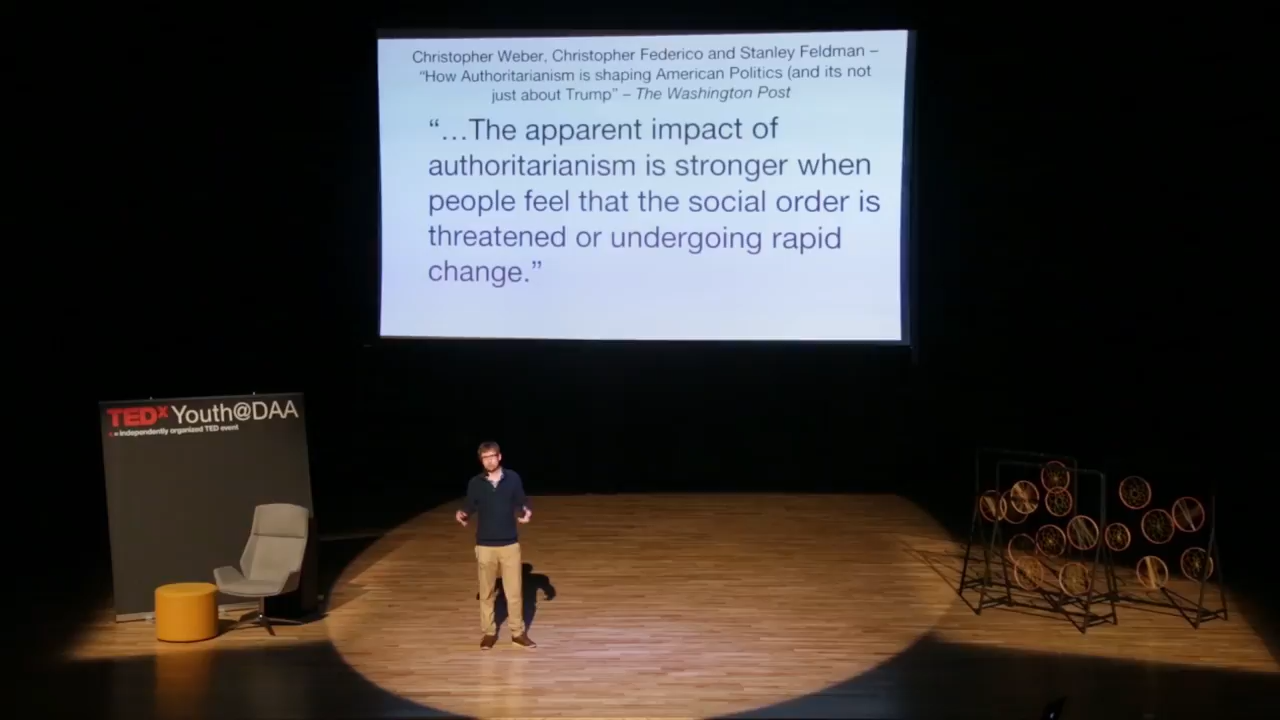 Christopher Weber, Christopher Federico and Stanley Feldman –
“How Authoritarianism is shaping American Politics (and its not
just about Trump” – The Washington Post
“…The apparent impact of
authoritarianism is stronger when
people feel that the social order is
threatened or undergoing rapid
change.”
TEDx Youth@DAA
x = independently organized TED event